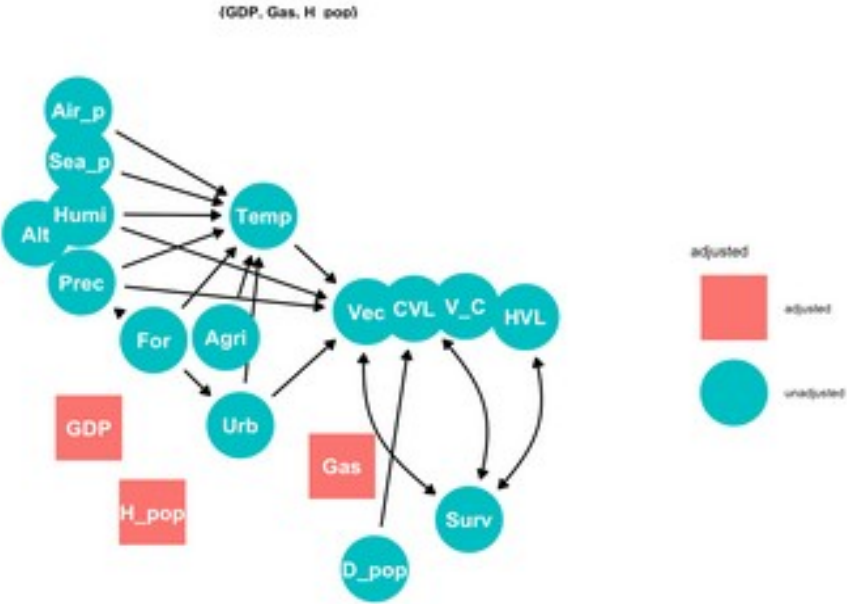 {GDP, Gas, H_pop}
Air_p
Sea_p
Humi
Alt
Temp
Prec
Vec
CVL
V_C
HVL
For
Agri
Urb
GDP
Gas
H_pop
Surv
D_pop
adjusted
adjusted
unadjusted